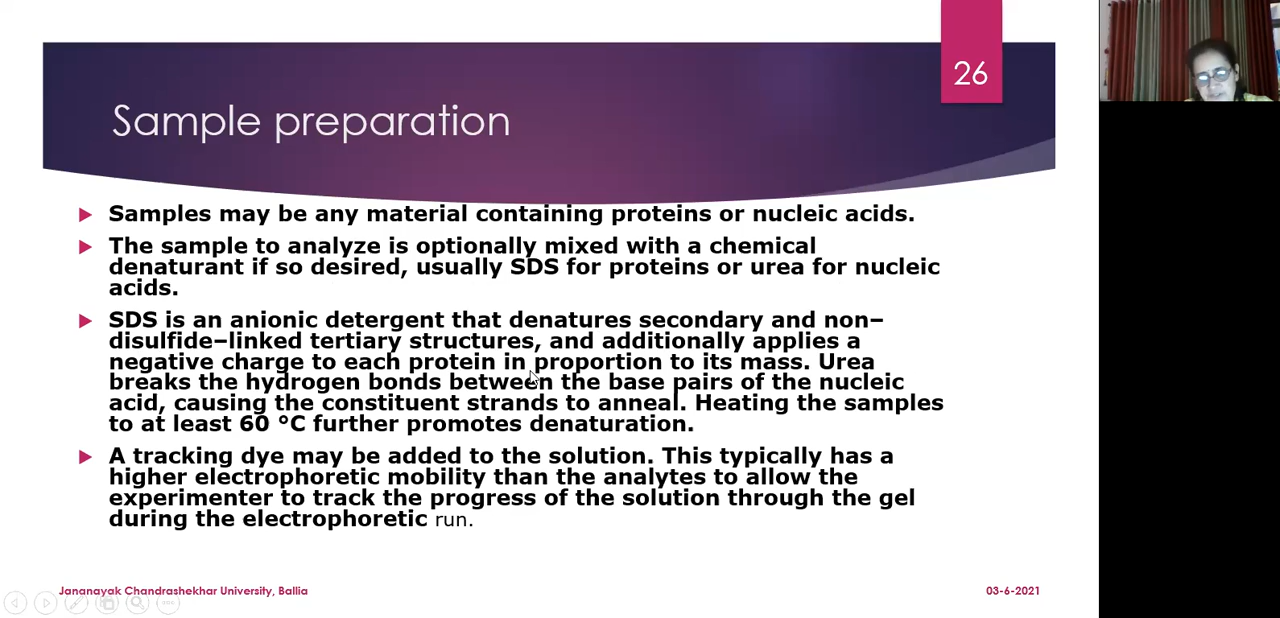 26
Sample preparation
Samples may be any material containing proteins or nucleic acids.
The sample to analyze is optionally mixed with a chemical
denaturant if so desired, usually SDS for proteins or urea for nucleic
acids.
SDS is an anionic detergent that denatures secondary and non–
disulfide–linked tertiary structures, and additionally applies a
negative charge to each protein in proportion to its mass. Urea
breaks the hydrogen bonds between the base pairs of the nucleic
acid, causing the constituent strands to anneal. Heating the samples
to at least 60 °C further promotes denaturation.
A tracking dye may be added to the solution. This typically has a
higher electrophoretic mobility than the analytes to allow the
experimenter to track the progress of the solution through the gel
during the electrophoretic run.
Jananayak Chandrashekhar University, Ballia
03-6-2021